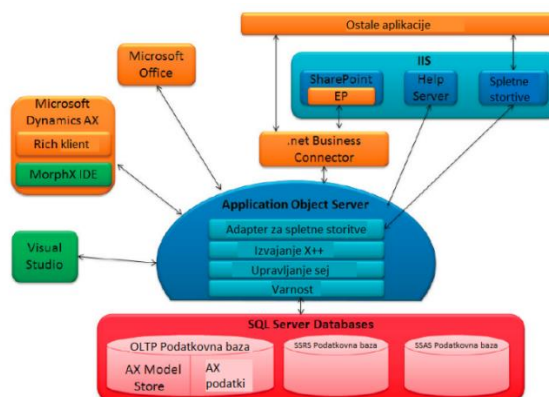 Ostale aplikacije
Microsoft
Office
IIS
SharePoint
EP
Help
Server
Spletne
stortive
Microsoft
Dynamics AX
Rich klient
MorphX IDE
.net Business
Connector
Application Object Server
Adapter za spletne storitve
Izvajanje X++
Upravljanje sej
Varnost
Visual
Studio
SQL Server Databases
OLTP Podatkovna baza
AX Model
Store
AX
podatki
SSRS Podatkovna baza
SSAS Podatkovna baza